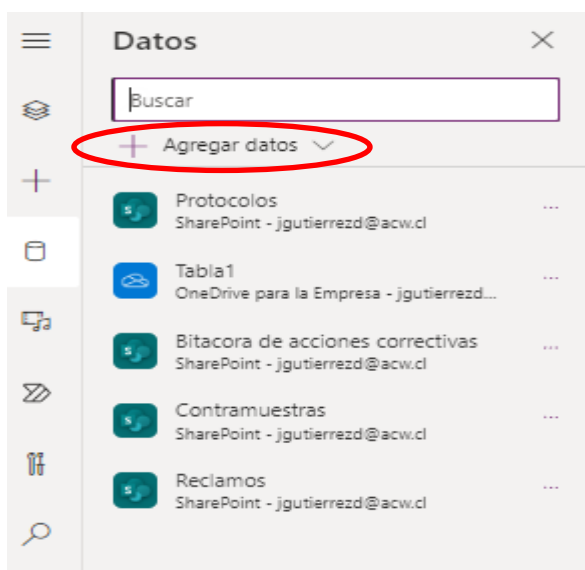 Datos
Buscar
Agregar datos
Protocolos
SharePoint - jgutierrezd@acw.cl
Tabla1
OneDrive para la Empresa - jgutierrezd...
Bitacora de acciones correctivas
SharePoint - jgutierrezd@acw.cl
Contramuestras
SharePoint - jgutierrezd@acw.cl
Reclamos
SharePoint - jgutierrezd@acw.cl